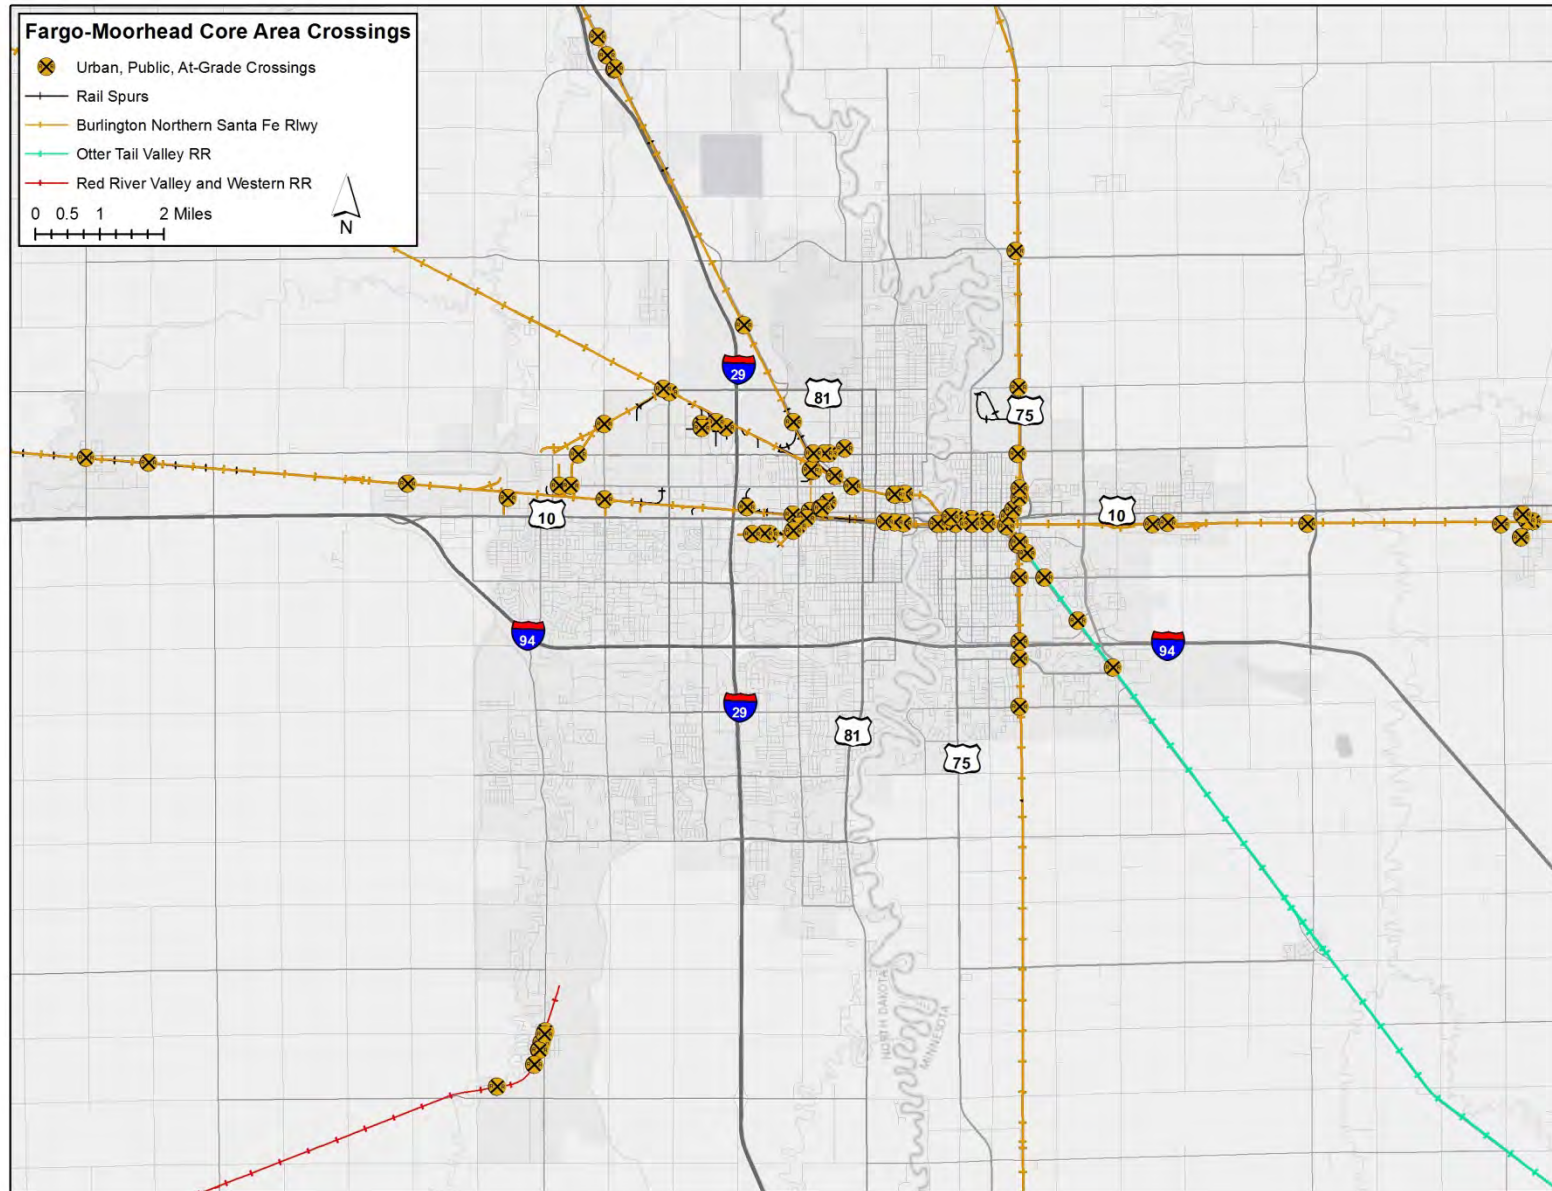 Fargo-Moorhead Core Area Crossings
Urban, Public, At-Grade Crossings
Rail Spurs
Burlington Northern Santa Fe Rlwy
Otter Tail Valley RR
Red River Valley and Western RR
0 0.5 1 2 Miles
N
29
81
75
10
10
94
94
29
81
75
NORTH DAKOTA
MINNESOTA